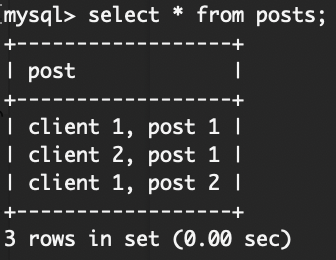 mysql> select * from posts;
+-------------------+
| post              |
+-------------------+
| client 1, post 1 |
| client 2, post 1 |
| client 1, post 2 |
+-------------------+
3 rows in set (0.00 sec)